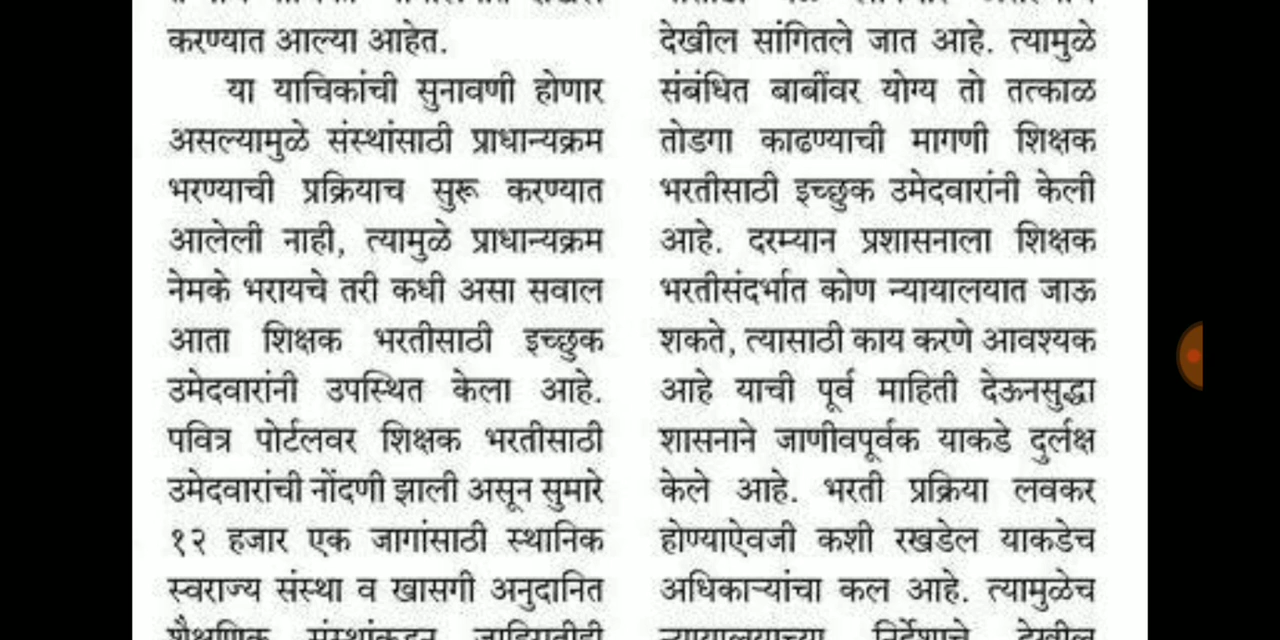 करण्यात आल्या आहेत.
या याचिकांची सुनावणी होणार
असल्यामुळे संस्थांसाठी प्राधान्यक्रम
भरण्याची प्रक्रियाच सुरू करण्यात
आलेली नाही, त्यामुळे प्राधान्यक्रम
नेमके भरायचे तरी कधी असा सवाल
आता शिक्षक भरतीसाठी इच्छुक
उमेदवारांनी उपस्थित केला आहे.
पवित्र पोर्टलवर शिक्षक भरतीसाठी
उमेदवारांची नोंदणी झाली असून सुमारे
१२ हजार एक जागांसाठी स्थानिक
स्वराज्य संस्था व खासगी अनुदानित
शैक्षणिक संस्थांकडून जाहिरातीही
देखील सांगितले जात आहे. त्यामुळे
संबंधित बाबींवर योग्य तो तत्काळ
तोडगा काढण्याची मागणी शिक्षक
भरतीसाठी इच्छुक उमेदवारांनी केली
आहे. दरम्यान प्रशासनाला शिक्षक
भरतीसंदर्भात कोण न्यायालयात जाऊ
शकते, त्यासाठी काय करणे आवश्यक
आहे याची पूर्व माहिती देऊनसुद्धा
शासनाने जाणीवपूर्वक याकडे दुर्लक्ष
केले आहे. भरती प्रक्रिया लवकर
होण्याऐवजी कशी रखडेल याकडेच
अधिकाऱ्यांचा कल आहे. त्यामुळेच
न्यायालयाच्या निर्देशाचे देखील